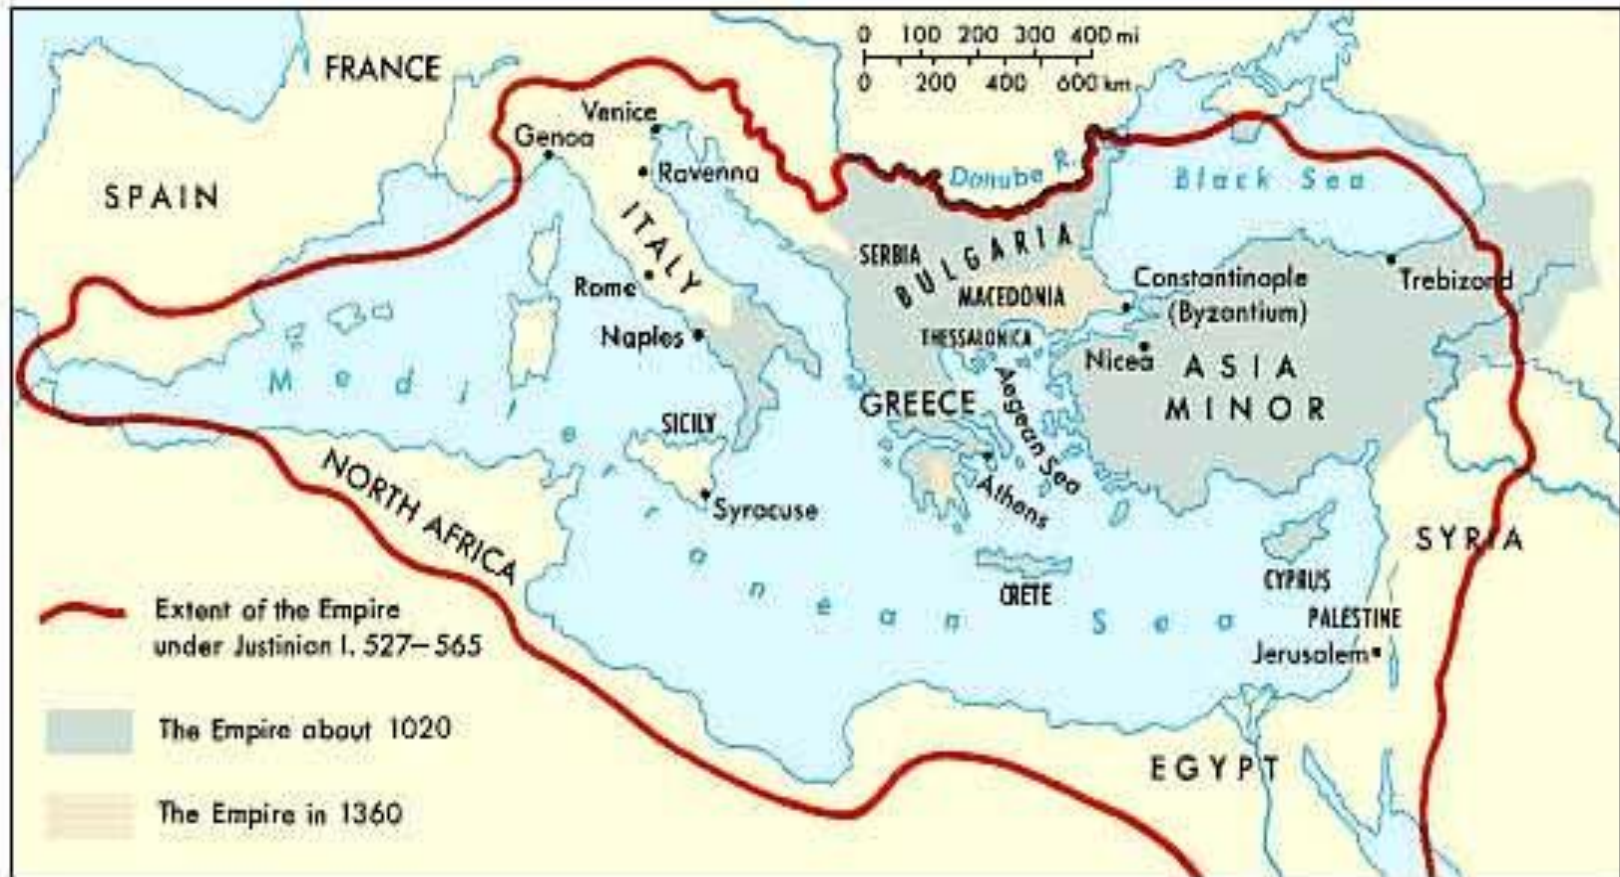 0 100 200 300 400 mi
0 200 400 600 km
FRANCE
Venice
Genoa
Ravenna
SPAIN
ITALY
Danube R.
Black Sea
SERBIA
BULGARIA
Constantinople
(Byzantium)
Trebizond
Rome
MACEDONIA
Naples
THESSALONICA
Nicea
ASIA
MINOR
Aegean Sea
GREECE
SICILY
Athens
Syracuse
NORTH AFRICA
Mediterranean Sea
SYRIA
CYPRUS
CRETE
PALESTINE
Jerusalem
EGYPT
Extent of the Empire
under Justinian I. 527–565
The Empire about 1020
The Empire in 1360